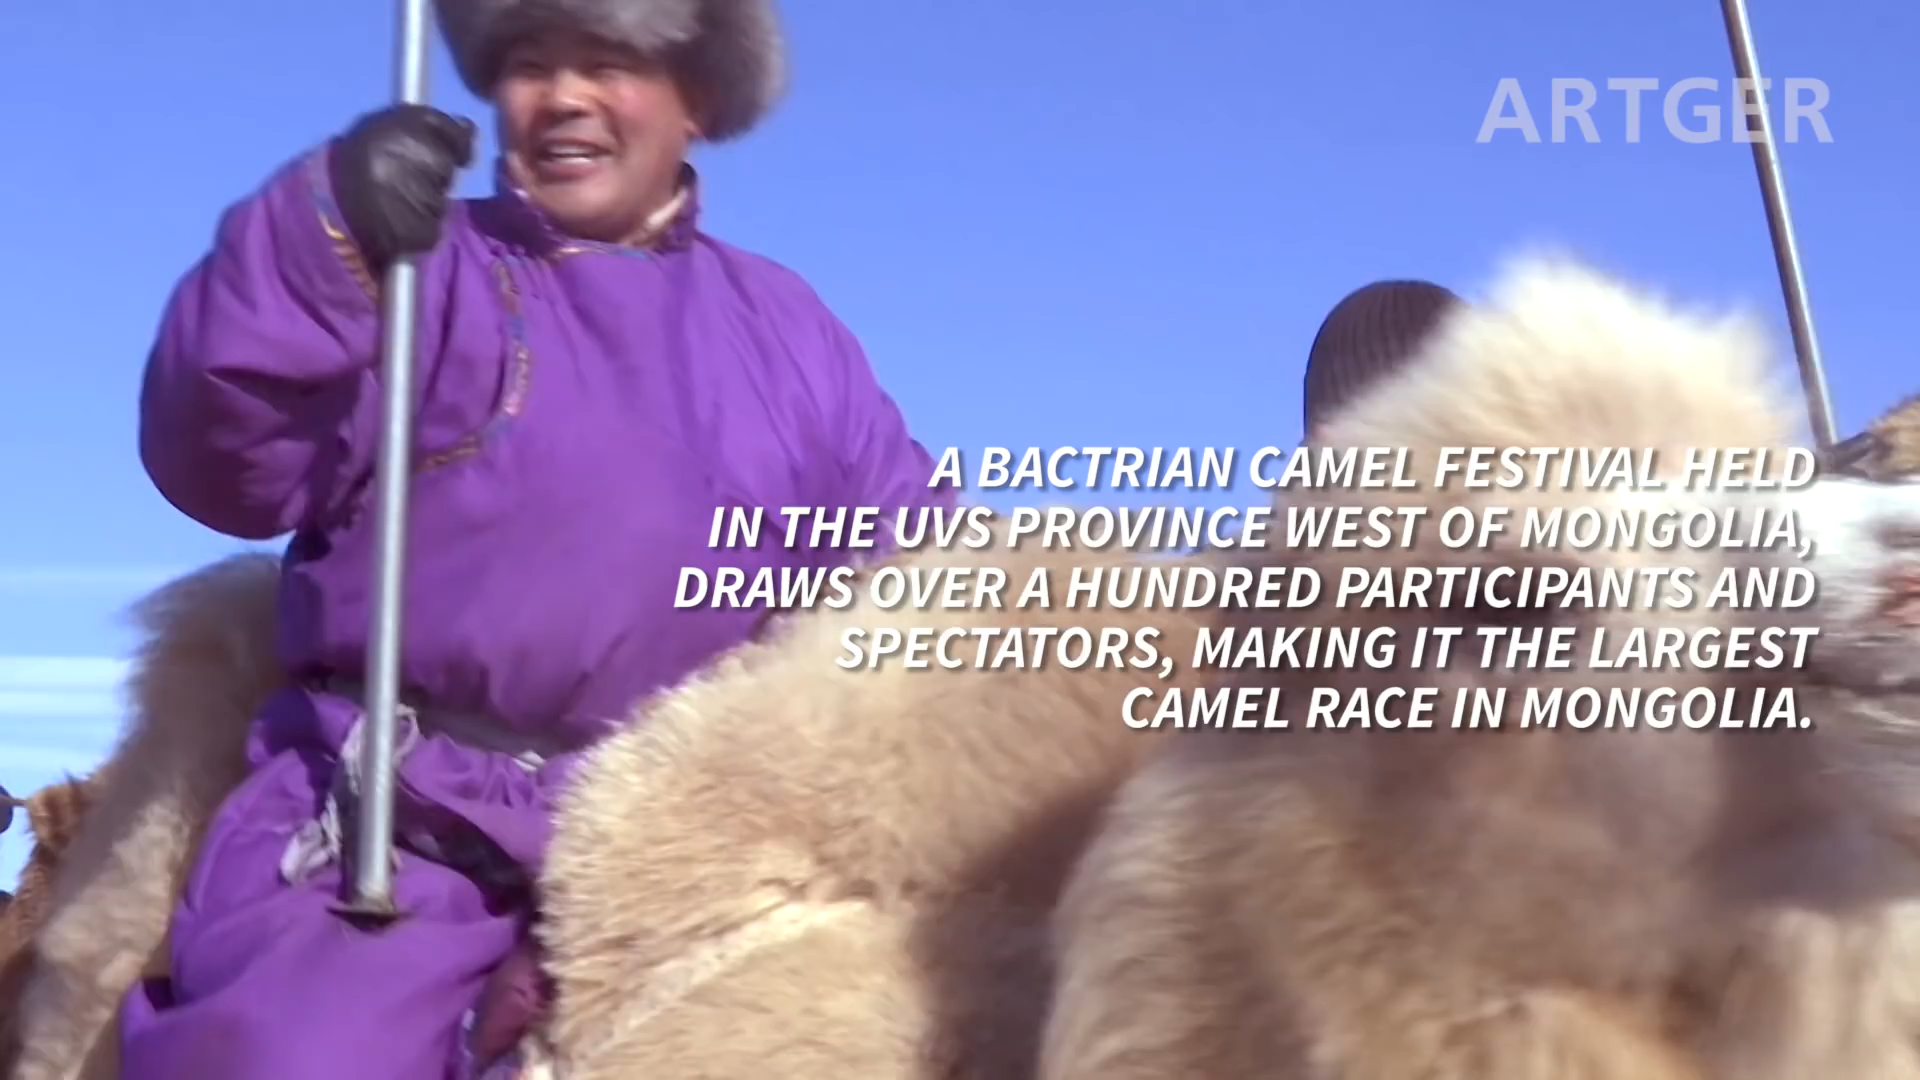 ARTGER
A BACTRIAN CAMEL FESTIVAL HELD
IN THE UVS PROVINCE WEST OF MONGOLIA,
DRAWS OVER A HUNDRED PARTICIPANTS AND
SPECTATORS, MAKING IT THE LARGEST
CAMEL RACE IN MONGOLIA.